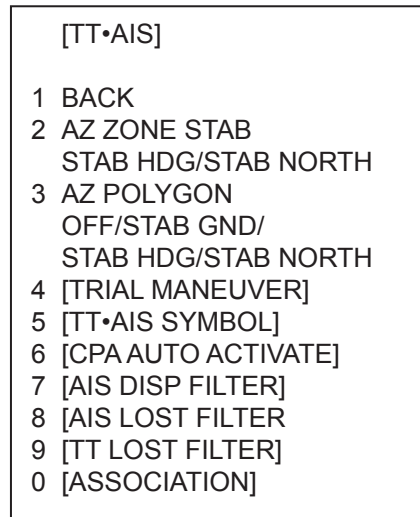 [TT•AIS]
1 BACK
2 AZ ZONE STAB
STAB HDG/STAB NORTH
3 AZ POLYGON
OFF/STAB GND/
STAB HDG/STAB NORTH
4 [TRIAL MANEUVER]
5 [TT•AIS SYMBOL]
6 [CPA AUTO ACTIVATE]
7 [AIS DISP FILTER]
8 [AIS LOST FILTER
9 [TT LOST FILTER]
0 [ASSOCIATION]